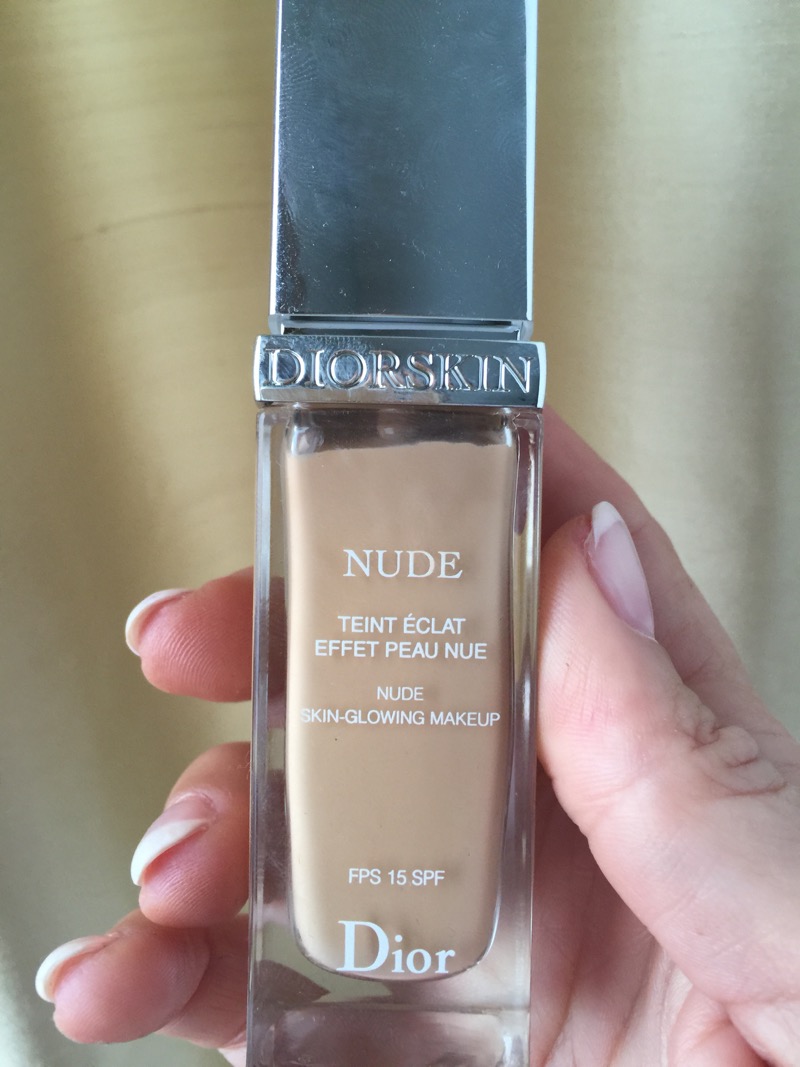 DIORSKIN
NUDE
TEINT ÉCLAT
EFFET PEAU NUE
NUDE
SKIN-GLOWING MAKEUP
FPS 15 SPF
Dior